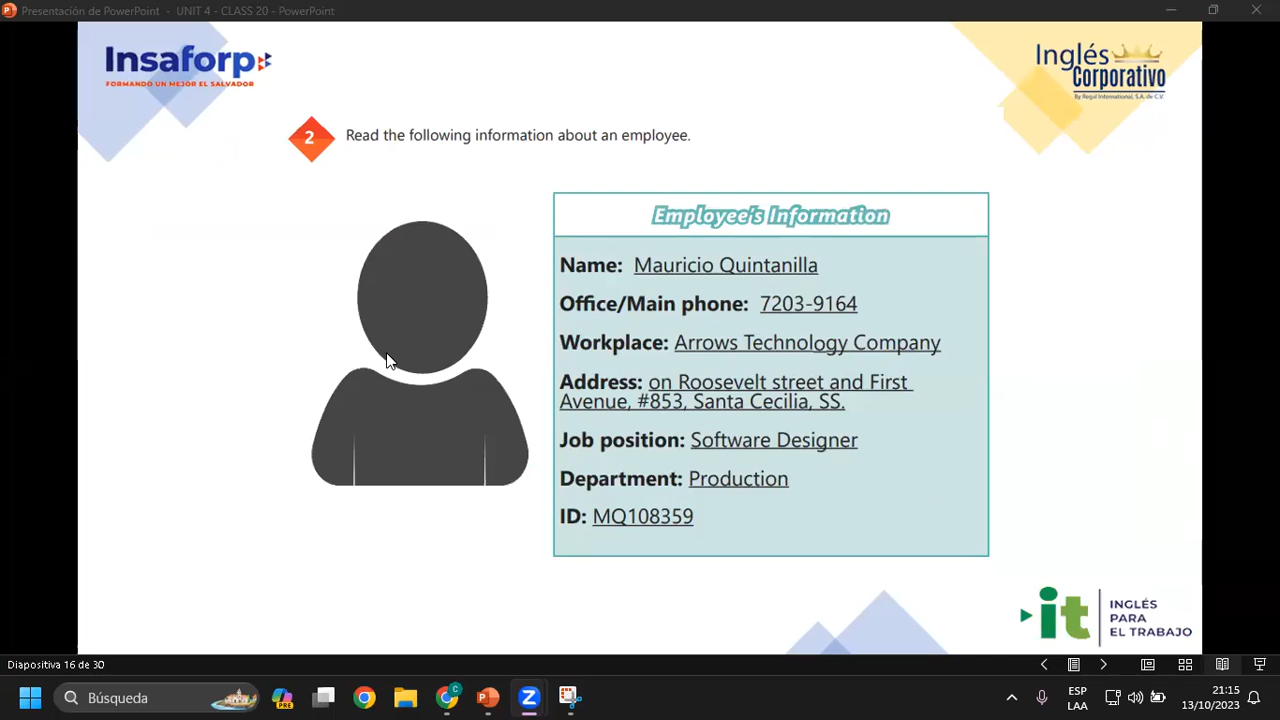 Presentación de PowerPoint - UNIT 4 - CLASS 20 - PowerPoint
Insaforp
FORMANDO UN MEJOR EL SALVADOR
Inglés
Corporativo
By Regal International, S.A. de C.V.
2 Read the following information about an employee.
Employee's Information
Name: Mauricio Quintanilla
Office/Main phone: 7203-9164
Workplace: Arrows Technology Company
Address: on Roosevelt street and First
Avenue, #853, Santa Cecilia, SS.
Job position: Software Designer
Department: Production
ID: MQ108359
it
INGLÉS
PARA
EL TRABAJO
Diapositiva 16 de 30
Búsqueda
PRE
C
P
Z
ESP
LAA
21:15
13/10/2023